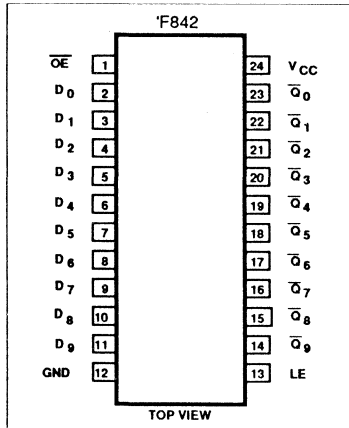 'F842
OE 1 24 VCC
D0 2 23 Q0
D1 3 22 Q1
D2 4 21 Q2
D3 5 20 Q3
D4 6 19 Q4
D5 7 18 Q5
D6 8 17 Q6
D7 9 16 Q7
D8 10 15 Q8
D9 11 14 Q9
GND 12 13 LE
TOP VIEW